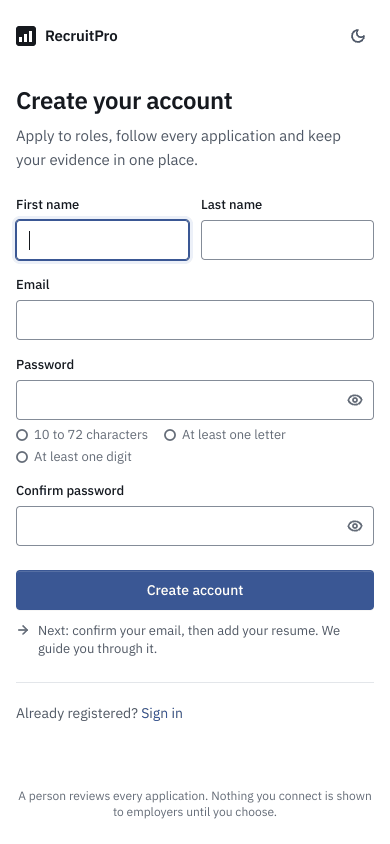 RecruitPro
Create your account
Apply to roles, follow every application and keep
your evidence in one place.
First name
Last name
Email
Password
10 to 72 characters
At least one letter
At least one digit
Confirm password
Create account
Next: confirm your email, then add your resume. We
guide you through it.
Already registered? Sign in
A person reviews every application. Nothing you connect is shown
to employers until you choose.